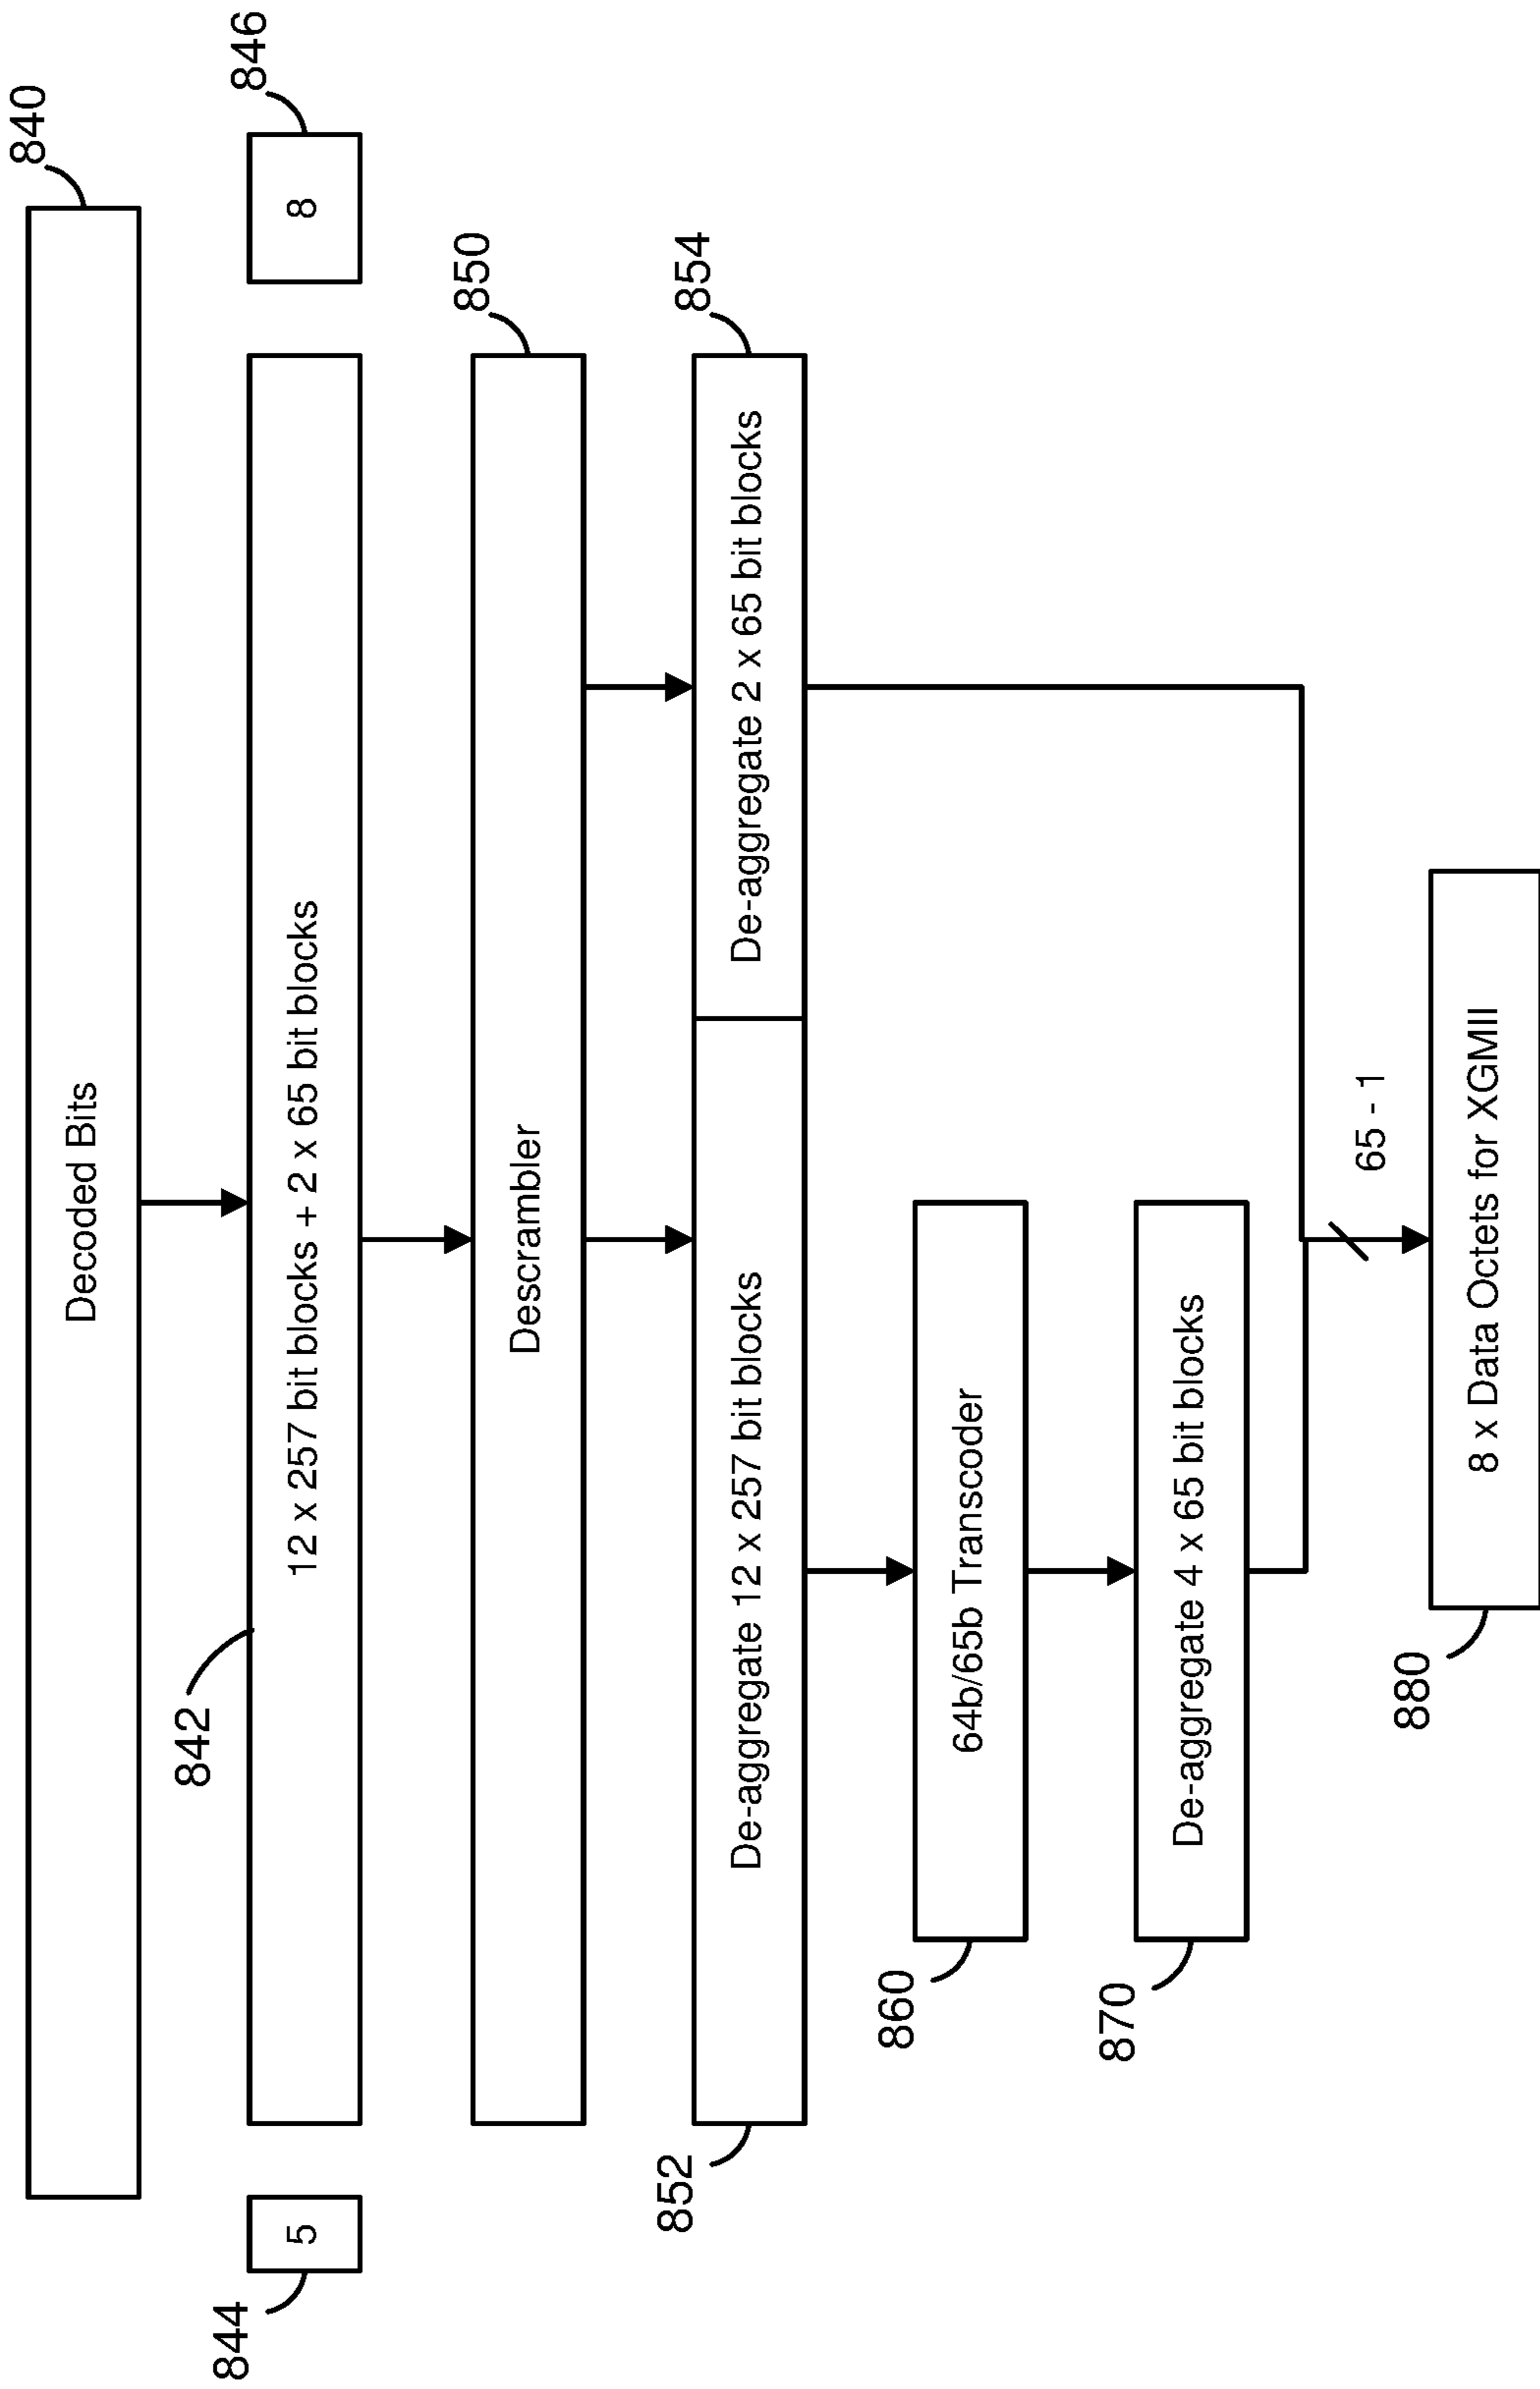 840
Decoded Bits
846
844
5
842
12 x 257 bit blocks + 2 x 65 bit blocks
8
850
Descrambler
852
De-aggregate 12 x 257 bit blocks
De-aggregate 2 x 65 bit blocks
854
860
64b/65b Transcoder
870
De-aggregate 4 x 65 bit blocks
65 - 1
880
8 x Data Octets for XGMII